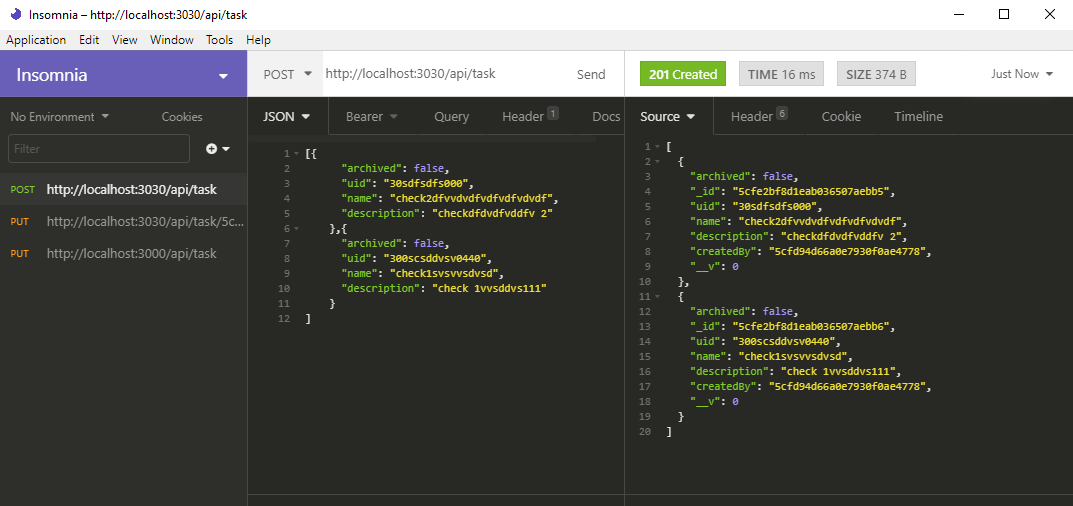 Insomnia – http://localhost:3030/api/task
Application Edit View Window Tools Help
Insomnia
POST http://localhost:3030/api/task Send
201 Created TIME 16 ms SIZE 374 B Just Now
No Environment Cookies
Filter
POST http://localhost:3030/api/task
PUT http://localhost:3030/api/task/5c...
PUT http://localhost:3000/api/task
JSON Bearer Query Header 1 Docs
1 [{
2 "archived": false,
3 "uid": "30sdfsdfs000",
4 "name": "check2dfvvdvdfvdfvdfvdvdf",
5 "description": "checkdfdvdfvddfv 2"
6 },{
7 "archived": false,
8 "uid": "300scsddvsv0440",
9 "name": "check1svsvvsdvsd",
10 "description": "check 1vvsddvs111"
11 }
12 ]
Source Header 6 Cookie Timeline
1 [
2 {
3 "archived": false,
4 "_id": "5cfe2bf8d1eab036507aebb5",
5 "uid": "30sdfsdfs000",
6 "name": "check2dfvvdvdfvdfvdfvdvdf",
7 "description": "checkdfdvdfvddfv 2",
8 "createdBy": "5cfd94d66a0e7930f0ae4778",
9 "__v": 0
10 },
11 {
12 "archived": false,
13 "_id": "5cfe2bf8d1eab036507aebb6",
14 "uid": "300scsddvsv0440",
15 "name": "check1svsvvsdvsd",
16 "description": "check 1vvsddvs111",
17 "createdBy": "5cfd94d66a0e7930f0ae4778",
18 "__v": 0
19 }
20 ]